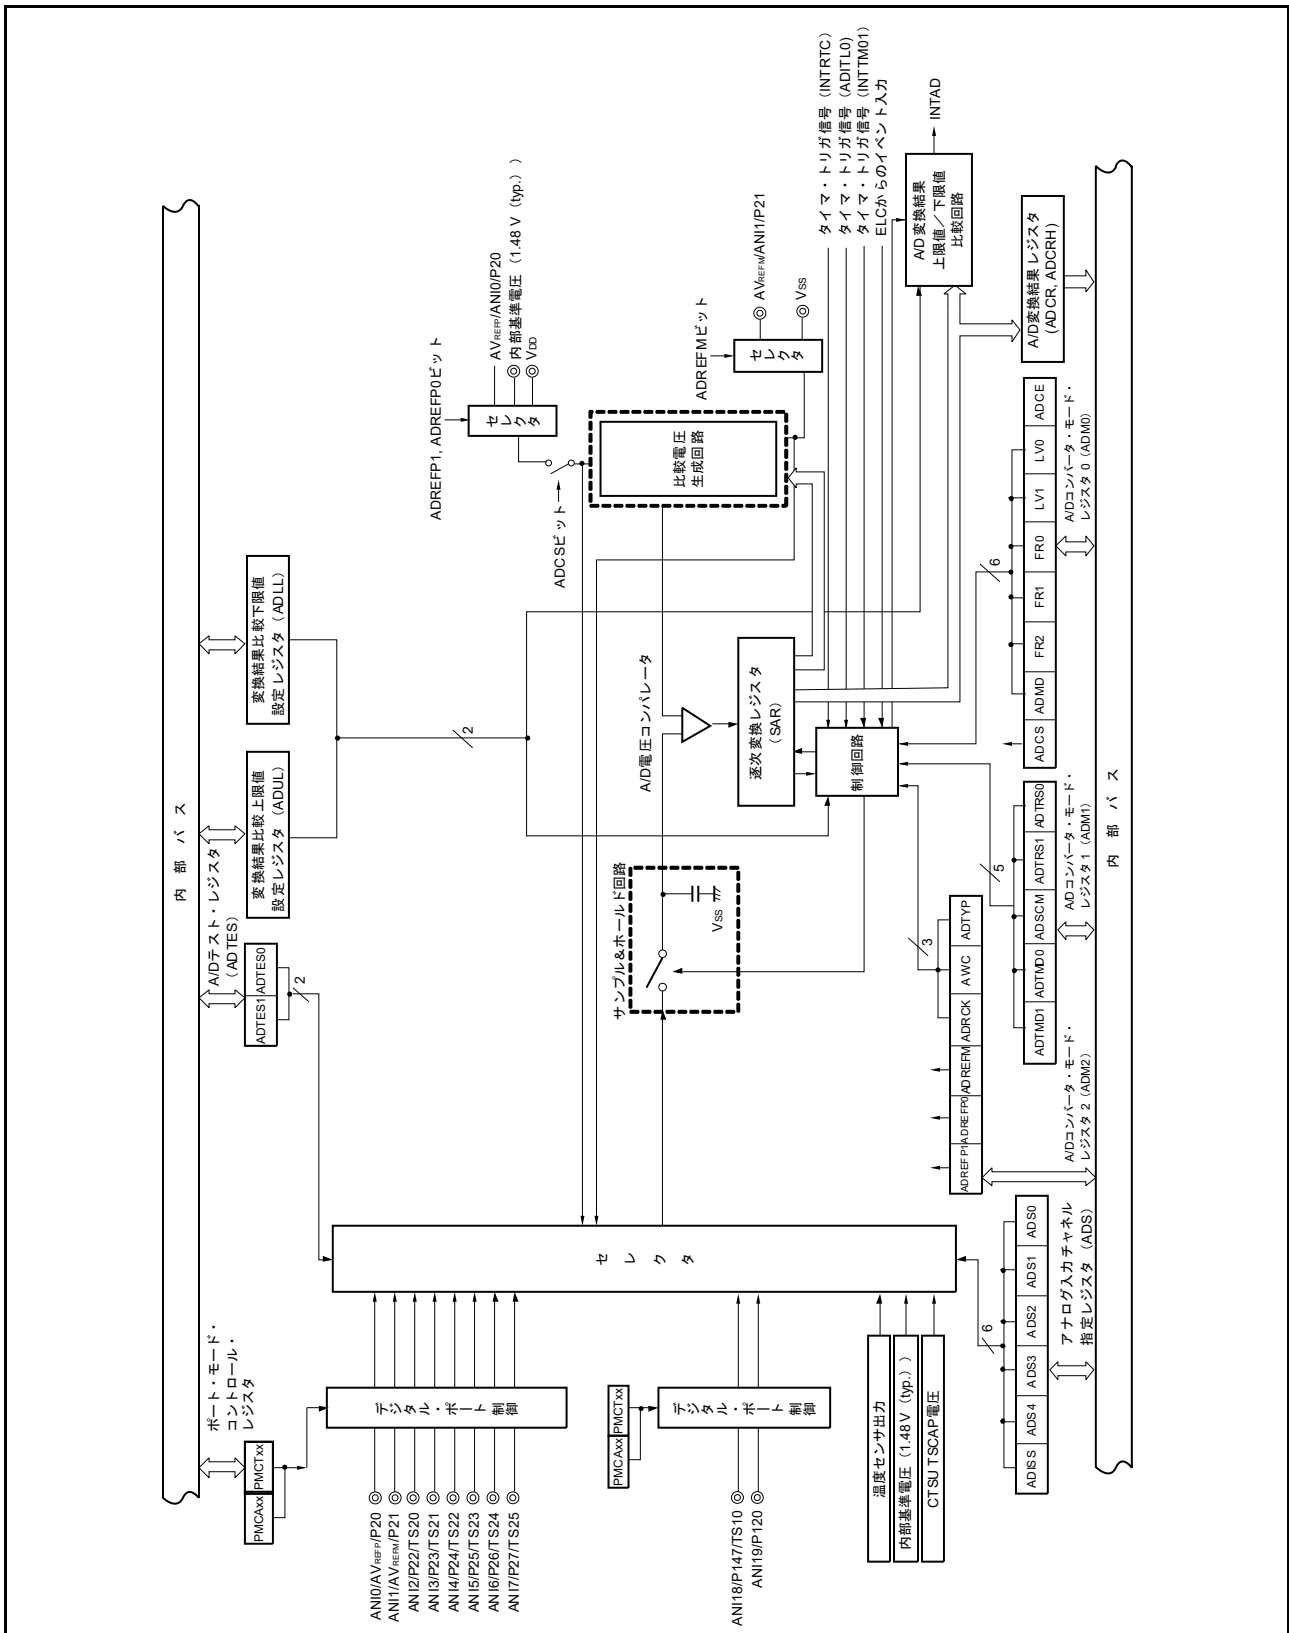 内 部 バ ス
ポート・モード・
コントロール・
レジスタ
PMCAxx PMCTxx
A/Dテスト・レジスタ
(ADTES)
ADTES1 ADTES0
2
変換結果比較上限値
設定レジスタ (ADUL)
変換結果比較下限値
設定レジスタ (ADLL)
2
ADREFP1, ADREFP0ビット
セレクタ
AVREFP/ANI0/P20
内部基準電圧 (1.48 V (typ.) )
VDD
ADCSビット
比較電圧
生成回路
ADREFMビット
セレクタ
AVREFM/ANI1/P21
VSS
デジタル・ポート制御
ANI0/AVREFP/P20
ANI1/AVREFM/P21
ANI2/P22/TS20
ANI3/P23/TS21
ANI4/P24/TS22
ANI5/P25/TS23
ANI6/P26/TS24
ANI7/P27/TS25
PMCAxx PMCTxx
デジタル・ポート制御
ANI18/P147/TS10
ANI19/P120
温度センサ出力
内部基準電圧 (1.48 V (typ.) )
CTSU TSCAP電圧
セ レ ク タ
サンプル&ホールド回路
VSS
A/D電圧コンパレータ
逐次変換レジスタ
(SAR)
制御回路
タイマ・トリガ信号 (INTRTC)
タイマ・トリガ信号 (ADITL0)
タイマ・トリガ信号 (INTTM01)
ELCからのイベント入力
A/D変換結果
上限値/下限値
比較回路
INTAD
A/D変換結果レジスタ
(ADCR, ADCRH)
6
ADISS ADS4 ADS3 ADS2 ADS1 ADS0
アナログ入力チャネル
指定レジスタ (ADS)
3
ADREFP1 ADREFP0 ADREFM ADRCK AWC ADTYP
A/Dコンバータ・モード・
レジスタ 2 (ADM2)
5
ADTMD1 ADTMD0 ADSCM ADTRS1 ADTRS0
A/Dコンバータ・モード・
レジスタ 1 (ADM1)
6
ADCS ADMD FR2 FR1 FR0 LV1 LV0 ADCE
A/Dコンバータ・モード・
レジスタ 0 (ADM0)
内 部 バ ス